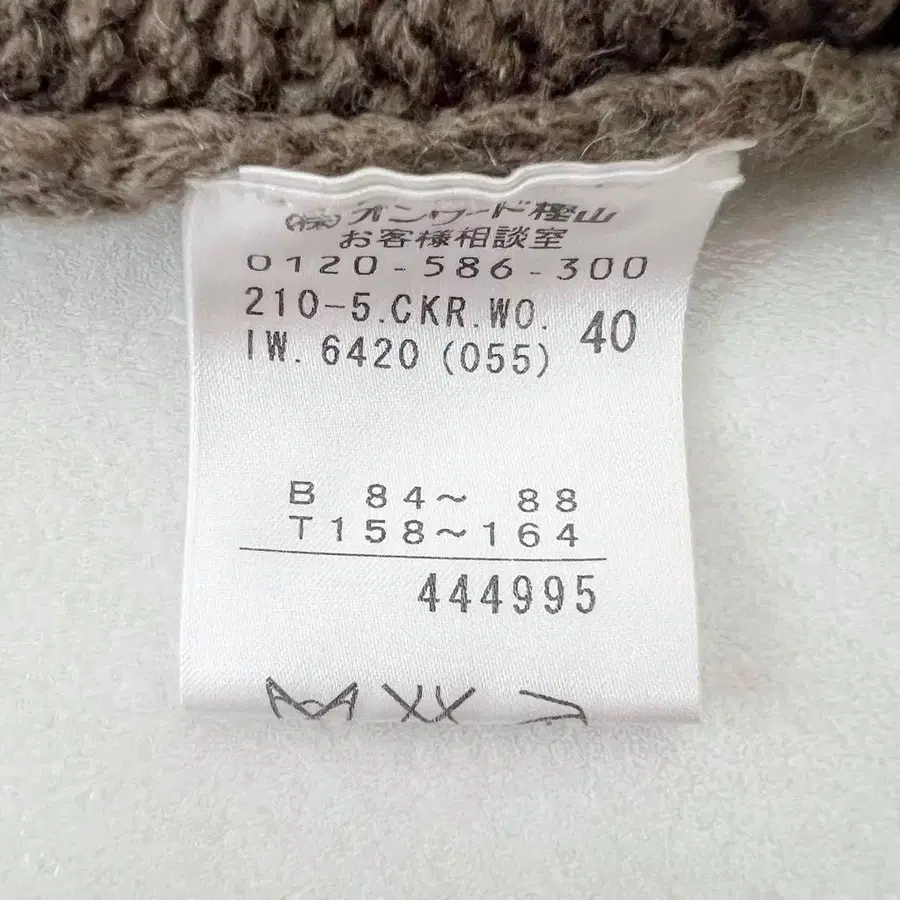 (株)オンワード樫山
お客様相談室
0120-586-300
210-5.CKR.WO.
IW. 6420 (055)
40
B 84~ 88
T158~164
444995